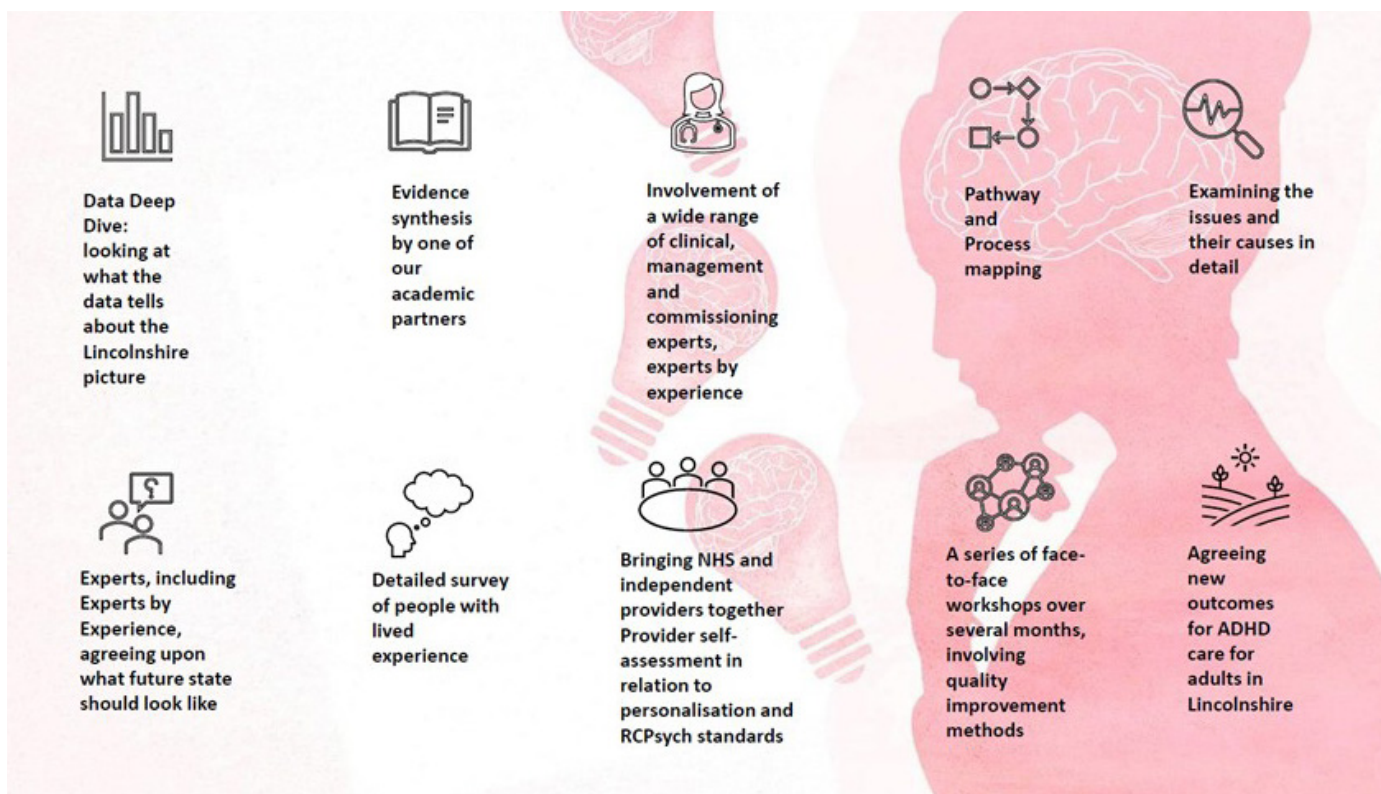 Data Deep
Dive:
looking at
what the
data tells
about the
Lincolnshire
picture
Evidence
synthesis
by one of
our
academic
partners
Involvement of
a wide range
of clinical,
management
and
commissioning
experts,
experts by
experience
Pathway
and
Process
mapping
Examining the
issues and
their causes in
detail
Experts, including
Experts by
Experience,
agreeing upon
what future state
should look like
Detailed survey
of people with
lived
experience
Bringing NHS and
independent
providers together
Provider self-
assessment in
relation to
personalisation and
RCPsych standards
A series of face-
to-face
workshops over
several months,
involving
quality
improvement
methods
Agreeing
new
outcomes
for ADHD
care for
adults in
Lincolnshire